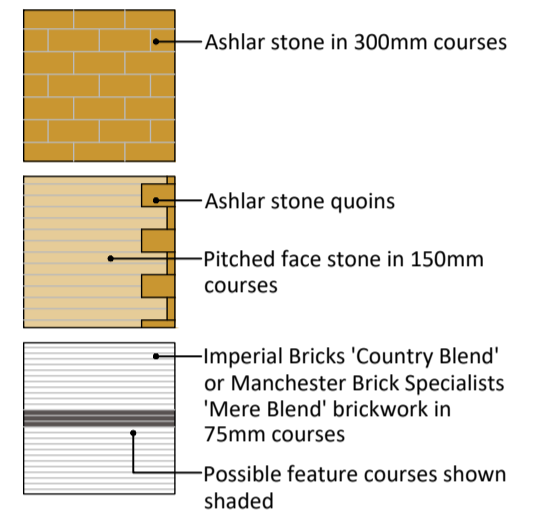 Ashlar stone in 300mm courses
Ashlar stone quoins
Pitched face stone in 150mm
courses
Imperial Bricks 'Country Blend'
or Manchester Brick Specialists
'Mere Blend' brickwork in
75mm courses
Possible feature courses shown
shaded